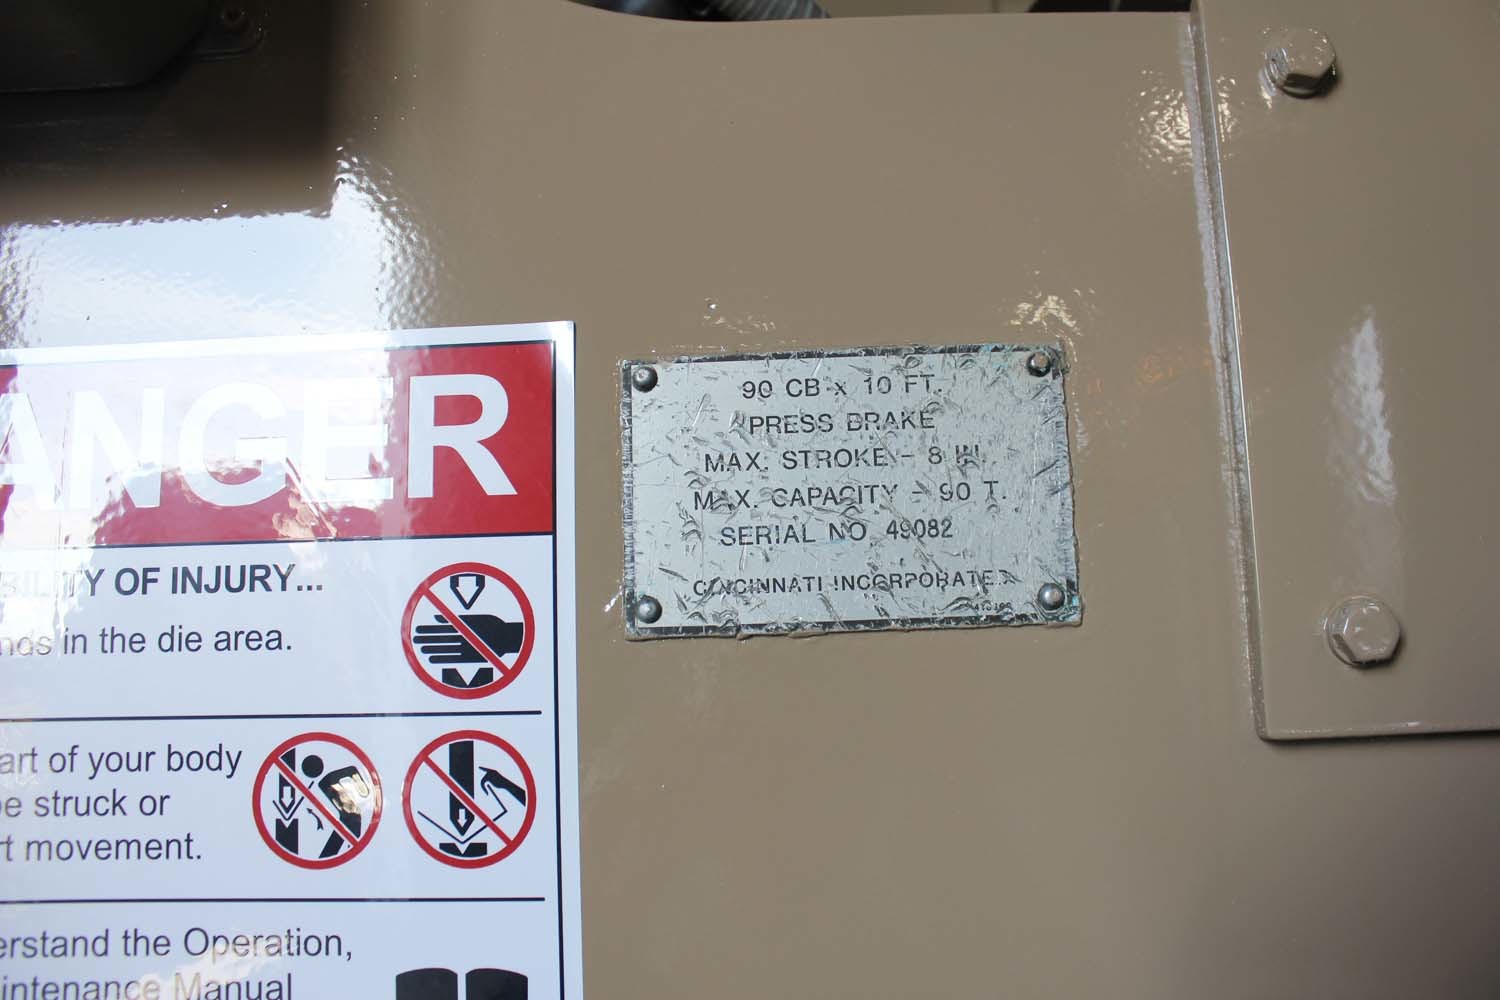 ANGER
BILITY OF INJURY...
nds in the die area.
art of your body
be struck or
rt movement.
erstand the Operation,
intenance Manual
90 CB x 10 FT.
PRESS BRAKE
MAX. STROKE - 8 IN.
MAX. CAPACITY - 90 T.
SERIAL NO. 49082
CINCINNATI INCORPORATED